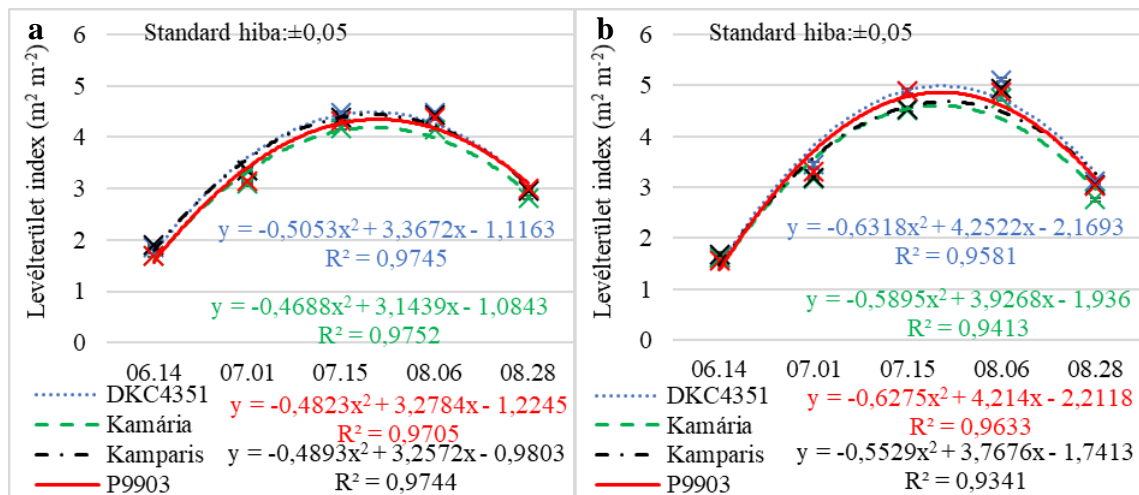 a
Standard hiba:±0,05
Levélterület index (m² m⁻²)
6
5
4
3
2
1
0
y = -0,5053x² + 3,3672x - 1,1163
R² = 0,9745
y = -0,4688x² + 3,1439x - 1,0843
R² = 0,9752
06.14 07.01 07.15 08.06 08.28
DKC4351
Kamária
Kamparis
P9903
y = -0,4823x² + 3,2784x - 1,2245
R² = 0,9705
y = -0,4893x² + 3,2572x - 0,9803
R² = 0,9744
b
Standard hiba:±0,05
Levélterület index (m² m⁻²)
6
5
4
3
2
1
0
y = -0,6318x² + 4,2522x - 2,1693
R² = 0,9581
y = -0,5895x² + 3,9268x - 1,936
R² = 0,9413
06.14 07.01 07.15 08.06 08.28
DKC4351
Kamária
Kamparis
P9903
y = -0,6275x² + 4,214x - 2,2118
R² = 0,9633
y = -0,5529x² + 3,7676x - 1,7413
R² = 0,9341